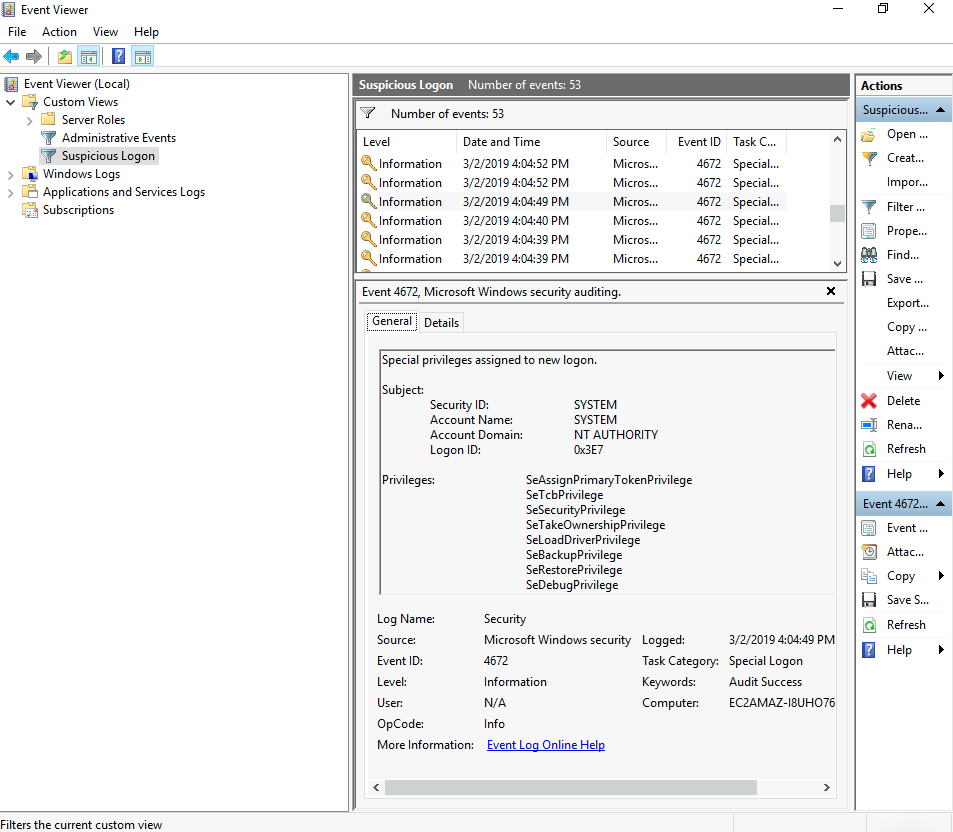 Event Viewer
File Action View Help
Event Viewer (Local)
Custom Views
Server Roles
Administrative Events
Suspicious Logon
Windows Logs
Applications and Services Logs
Subscriptions
Suspicious Logon Number of events: 53
Number of events: 53
Level Date and Time Source Event ID Task C...
Information 3/2/2019 4:04:52 PM Micros... 4672 Special...
Information 3/2/2019 4:04:52 PM Micros... 4672 Special...
Information 3/2/2019 4:04:49 PM Micros... 4672 Special...
Information 3/2/2019 4:04:40 PM Micros... 4672 Special...
Information 3/2/2019 4:04:39 PM Micros... 4672 Special...
Information 3/2/2019 4:04:39 PM Micros... 4672 Special...
Event 4672, Microsoft Windows security auditing.
General Details
Special privileges assigned to new logon.
Subject:
Security ID: SYSTEM
Account Name: SYSTEM
Account Domain: NT AUTHORITY
Logon ID: 0x3E7
Privileges: SeAssignPrimaryTokenPrivilege
SeTcbPrivilege
SeSecurityPrivilege
SeTakeOwnershipPrivilege
SeLoadDriverPrivilege
SeBackupPrivilege
SeRestorePrivilege
SeDebugPrivilege
Log Name: Security
Source: Microsoft Windows security Logged: 3/2/2019 4:04:49 PM
Event ID: 4672 Task Category: Special Logon
Level: Information Keywords: Audit Success
User: N/A Computer: EC2AMAZ-I8UHO76
OpCode: Info
More Information: Event Log Online Help
Actions
Suspicious...
Open ...
Creat...
Impor...
Filter ...
Prope...
Find...
Save ...
Export...
Copy ...
Attac...
View
Delete
Rena...
Refresh
Help
Event 4672...
Event ...
Attac...
Copy
Save S...
Refresh
Help
Filters the current custom view